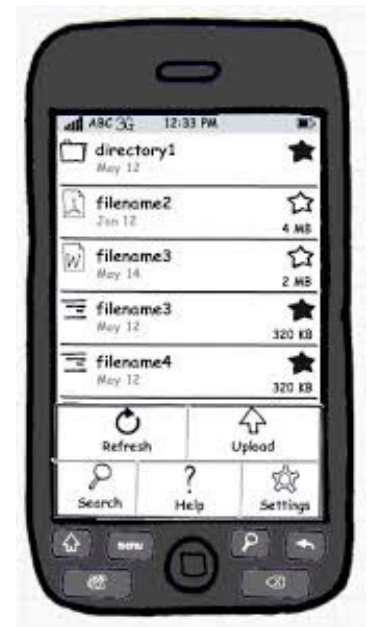 ABC 3G 12:33 PM
directory1
May 12
filename2
Jan 12
4 MB
filename3
May 14
2 MB
filename3
May 12
320 KB
filename4
May 12
320 KB
Refresh Upload
Search Help Settings
menu